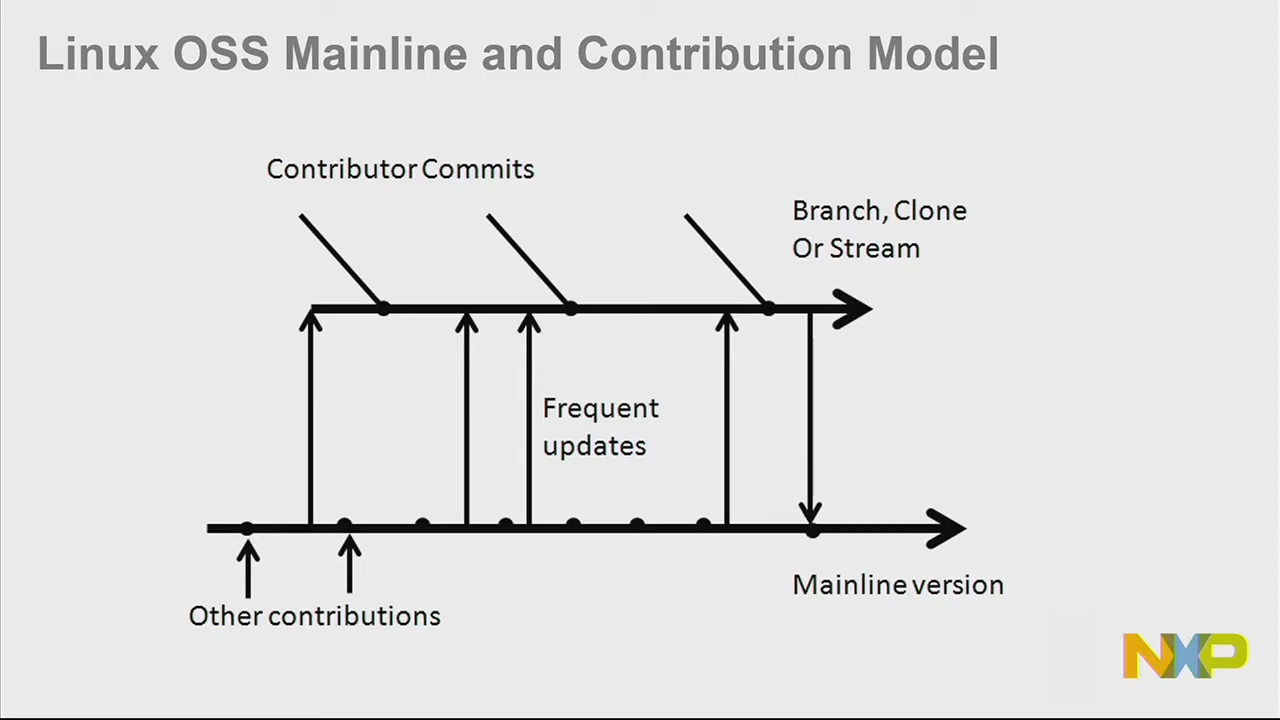 Linux OSS Mainline and Contribution Model
Contributor Commits
Branch, Clone
Or Stream
Frequent
updates
Mainline version
Other contributions
NXP